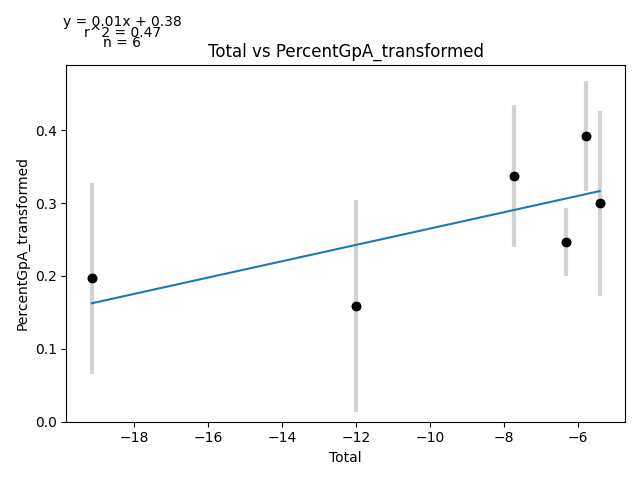 y = 0.01x + 0.38
r^2 = 0.47
n = 6
Total vs PercentGpA_transformed
PercentGpA_transformed
0.4
0.3
0.2
0.1
0.0
−18 −16 −14 −12 −10 −8 −6
Total